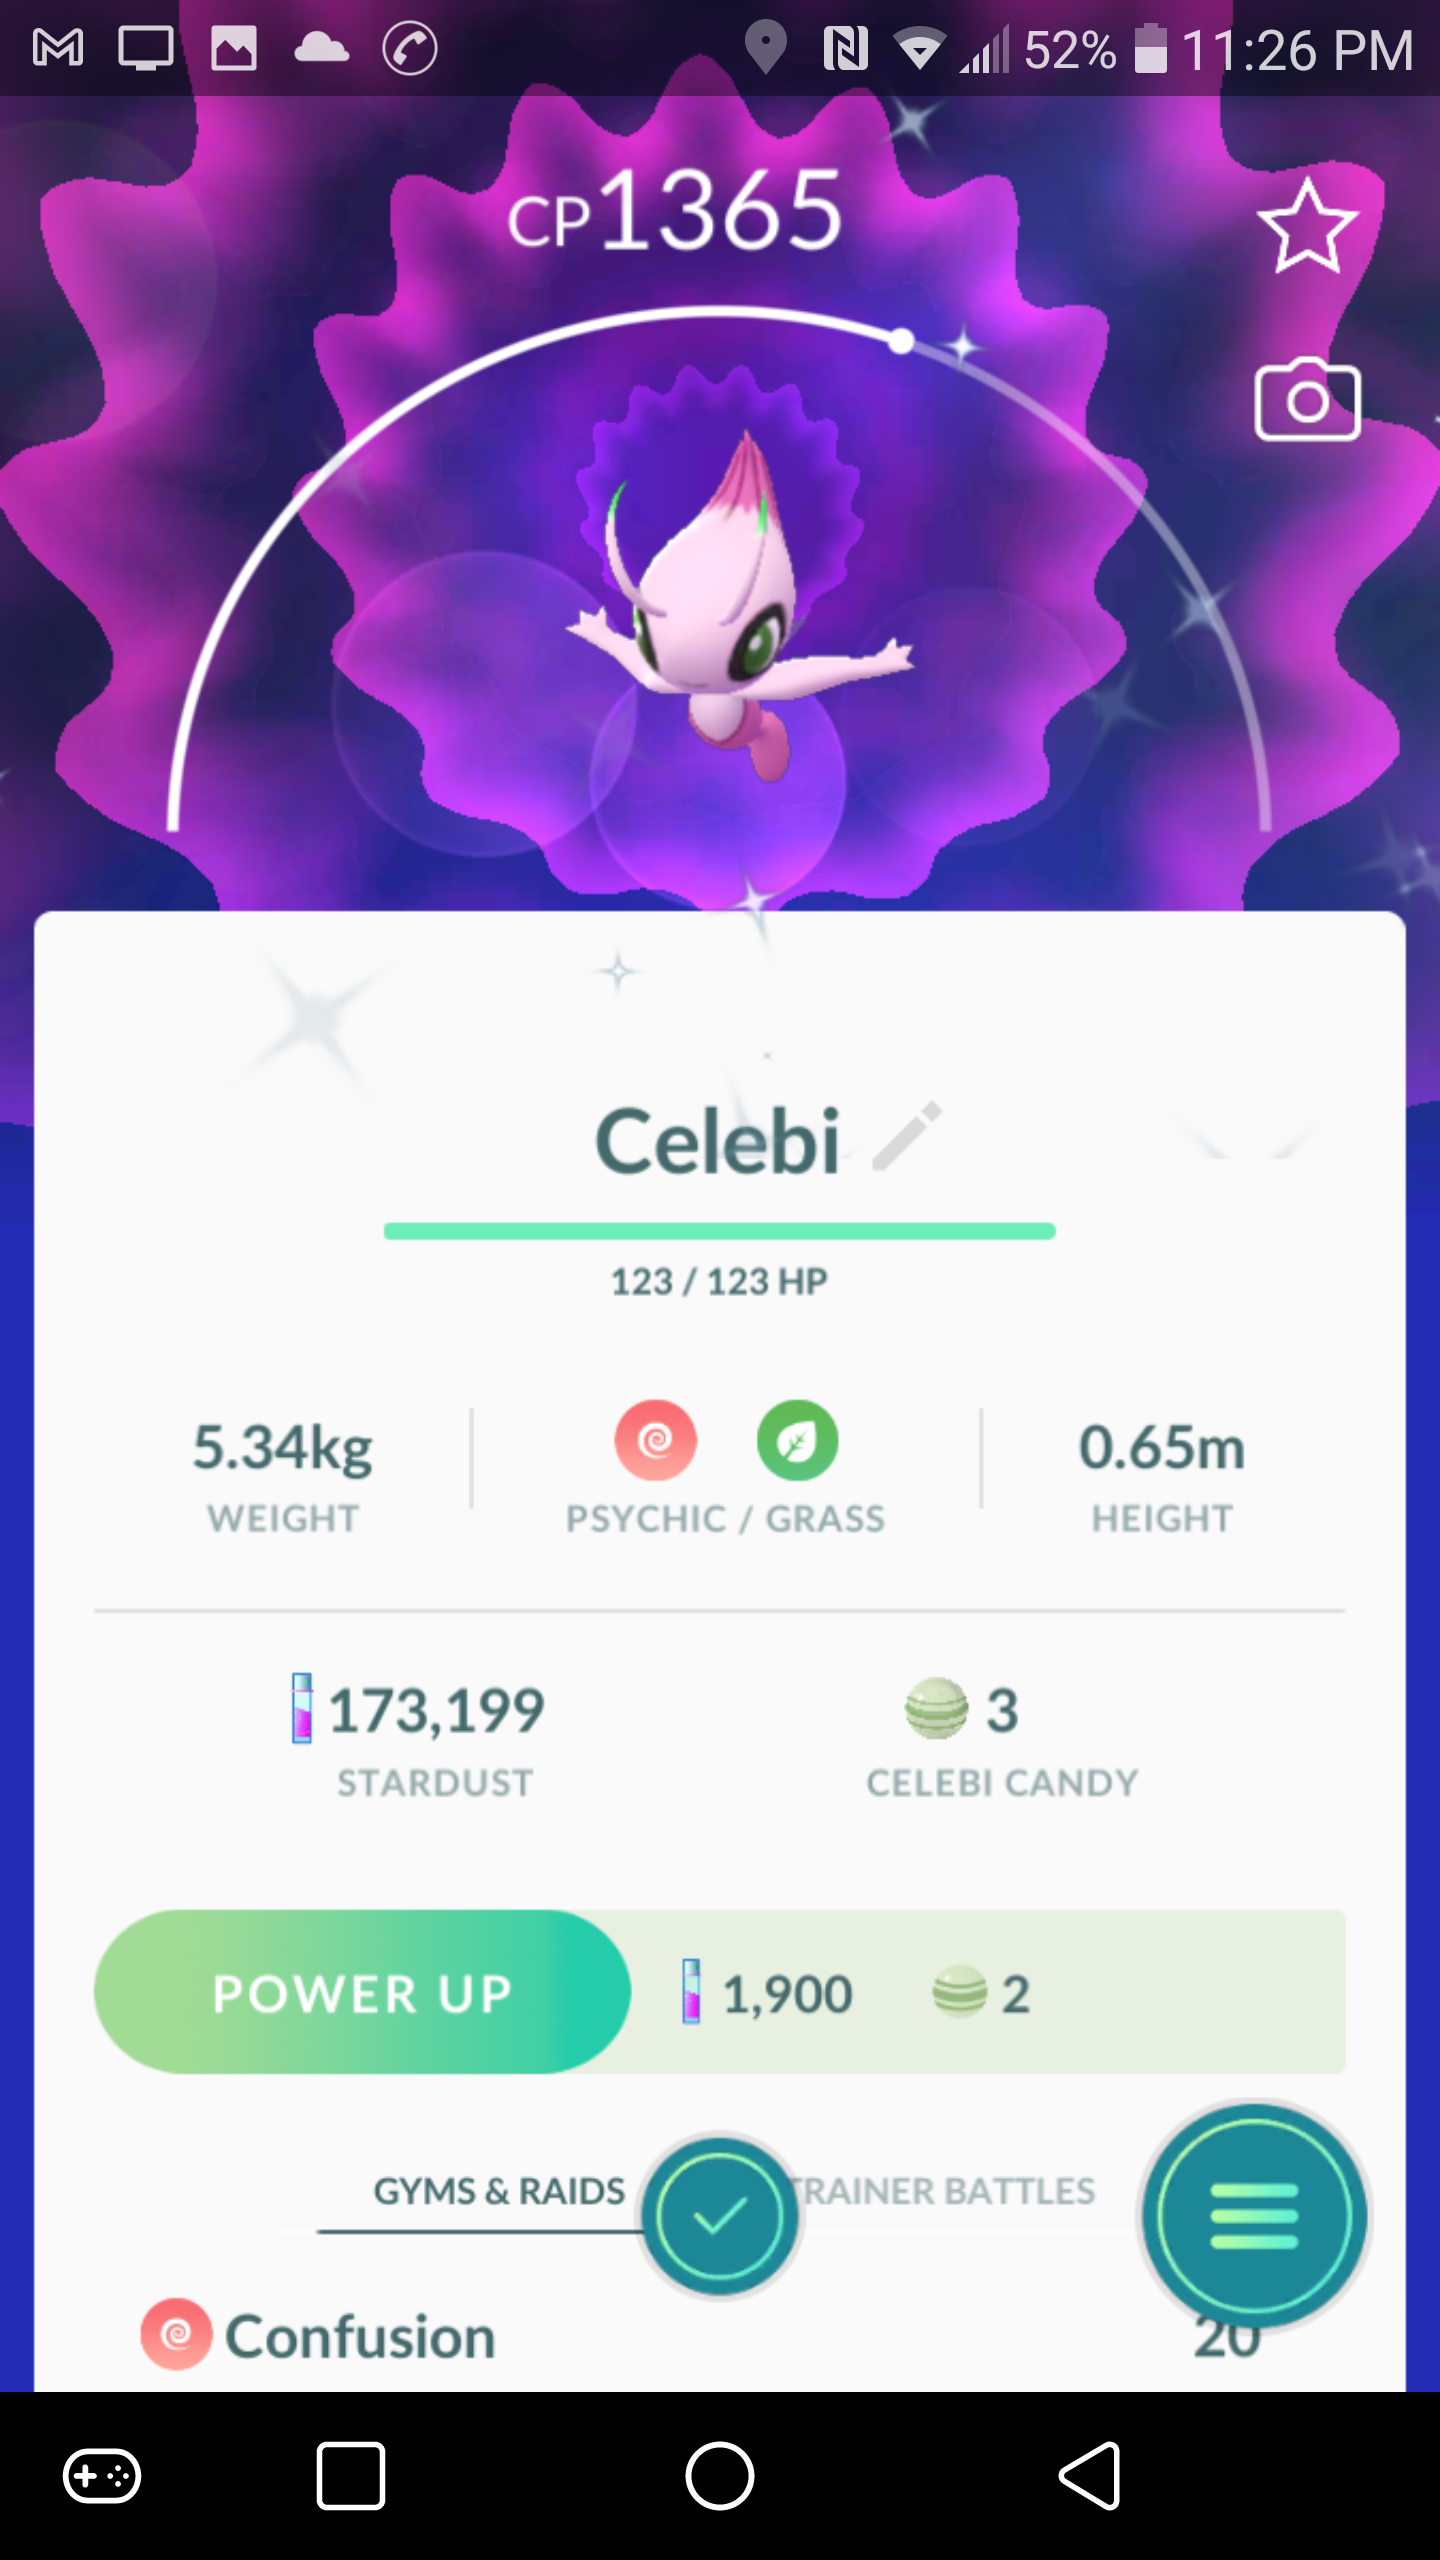 52% 11:26 PM
CP1365
Celebi
123 / 123 HP
5.34kg
WEIGHT
PSYCHIC / GRASS
0.65m
HEIGHT
173,199
STARDUST
3
CELEBI CANDY
POWER UP
1,900
2
GYMS & RAIDS
TRAINER BATTLES
Confusion
20